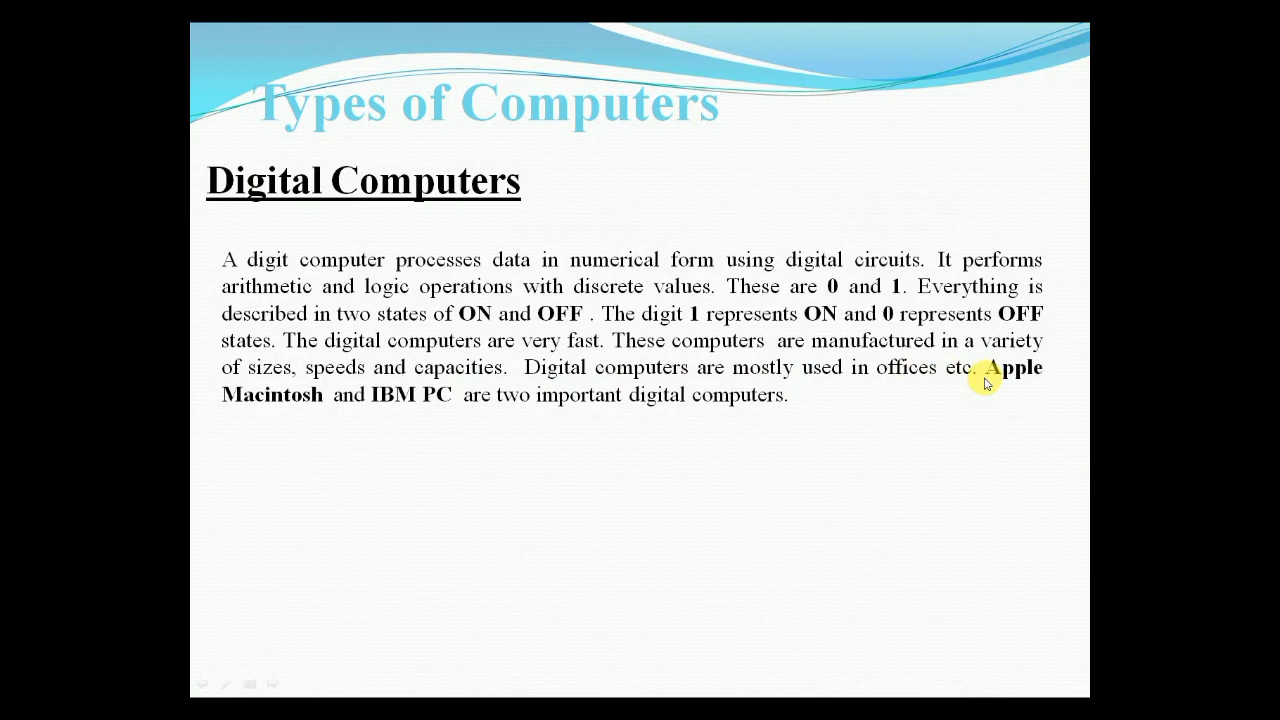 Types of Computers
Digital Computers
A digit computer processes data in numerical form using digital circuits. It performs
arithmetic and logic operations with discrete values. These are 0 and 1. Everything is
described in two states of ON and OFF . The digit 1 represents ON and 0 represents OFF
states. The digital computers are very fast. These computers are manufactured in a variety
of sizes, speeds and capacities. Digital computers are mostly used in offices etc. Apple
Macintosh and IBM PC are two important digital computers.